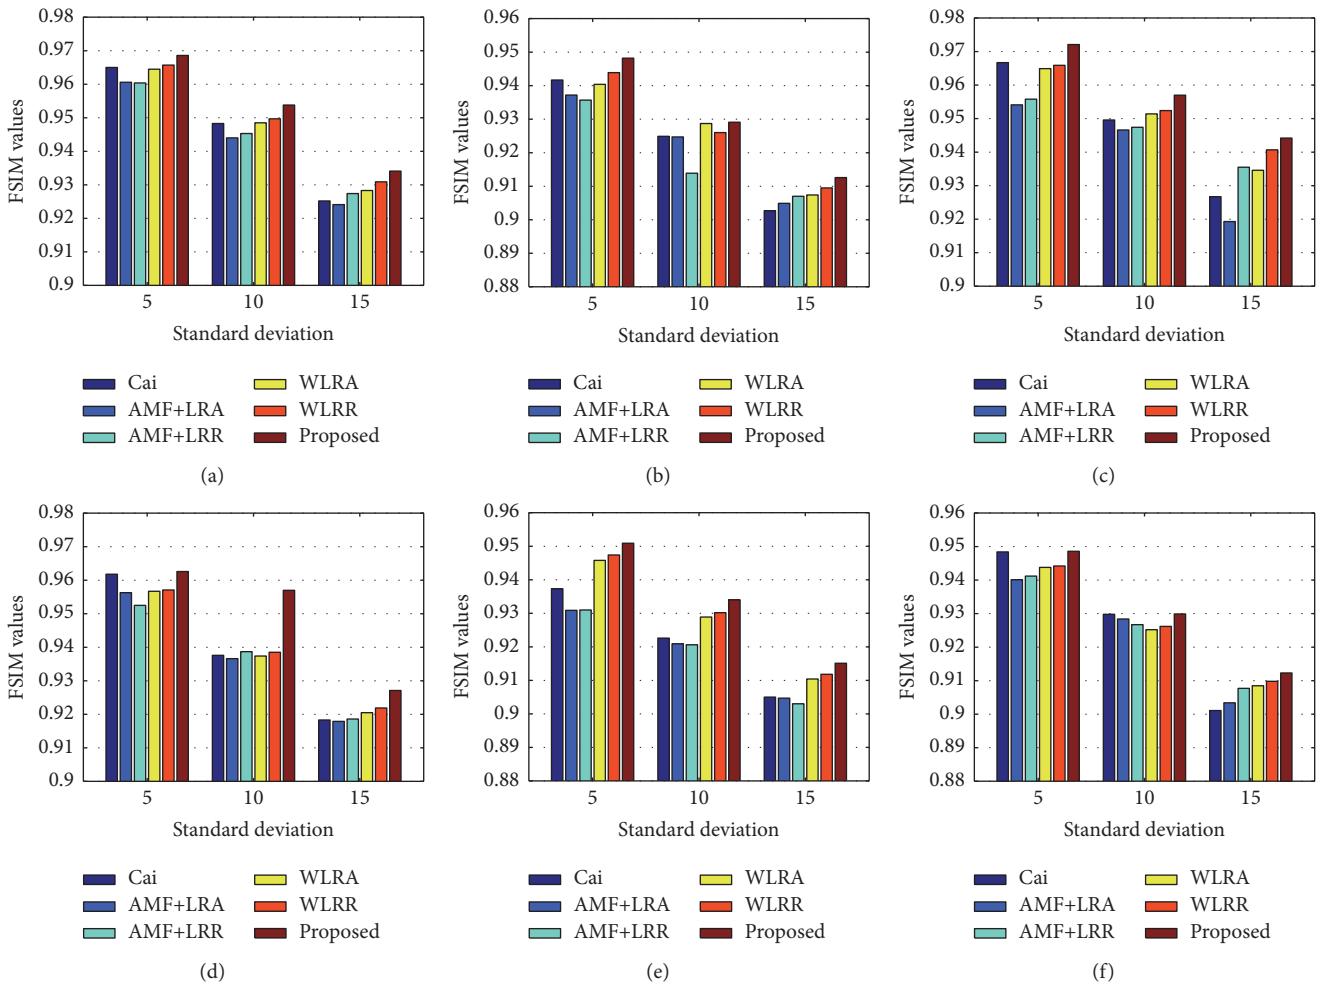 0.98
0.97
0.96
0.95
0.94
0.93
0.92
0.91
0.9
FSIM values
5 10 15
Standard deviation
Cai
AMF+LRA
AMF+LRR
WLRA
WLRR
Proposed
(a)
0.96
0.95
0.94
0.93
0.92
0.91
0.9
0.89
0.88
FSIM values
5 10 15
Standard deviation
Cai
AMF+LRA
AMF+LRR
WLRA
WLRR
Proposed
(b)
0.98
0.97
0.96
0.95
0.94
0.93
0.92
0.91
0.9
FSIM values
5 10 15
Standard deviation
Cai
AMF+LRA
AMF+LRR
WLRA
WLRR
Proposed
(c)
0.98
0.97
0.96
0.95
0.94
0.93
0.92
0.91
0.9
FSIM values
5 10 15
Standard deviation
Cai
AMF+LRA
AMF+LRR
WLRA
WLRR
Proposed
(d)
0.96
0.95
0.94
0.93
0.92
0.91
0.9
0.89
0.88
FSIM values
5 10 15
Standard deviation
Cai
AMF+LRA
AMF+LRR
WLRA
WLRR
Proposed
(e)
0.96
0.95
0.94
0.93
0.92
0.91
0.9
0.89
0.88
FSIM values
5 10 15
Standard deviation
Cai
AMF+LRA
AMF+LRR
WLRA
WLRR
Proposed
(f)